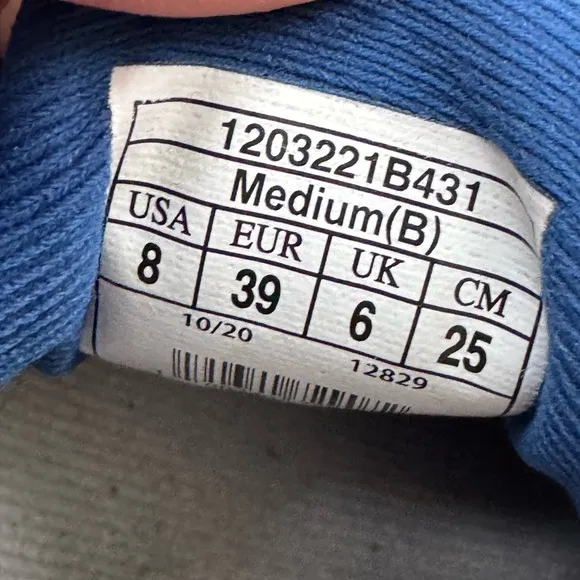 1203221B431
Medium(B)
USA EUR UK CM
8 39 6 25
10/20 12829